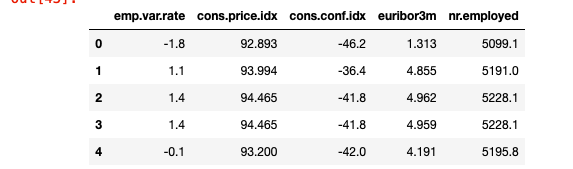 emp.var.rate cons.price.idx cons.conf.idx euribor3m nr.employed
0 -1.8 92.893 -46.2 1.313 5099.1
1 1.1 93.994 -36.4 4.855 5191.0
2 1.4 94.465 -41.8 4.962 5228.1
3 1.4 94.465 -41.8 4.959 5228.1
4 -0.1 93.200 -42.0 4.191 5195.8